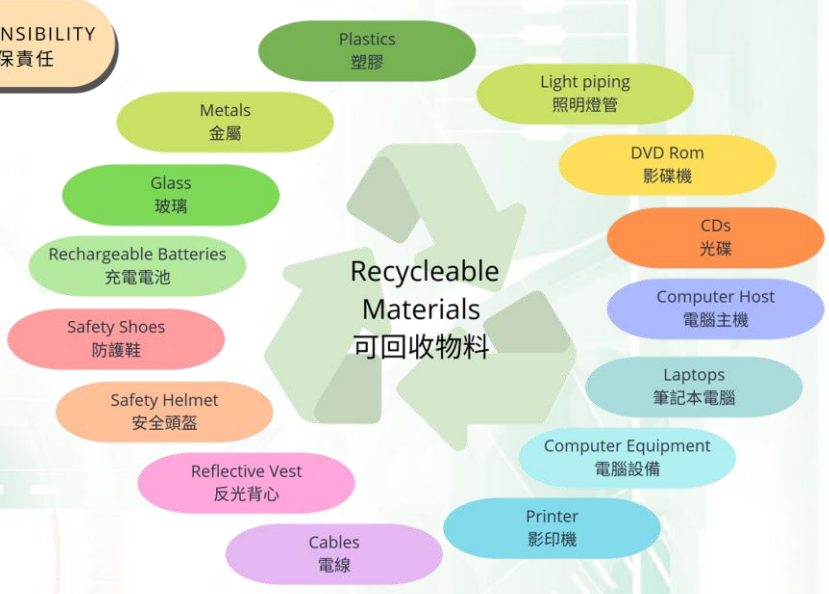 NSIBILITY
保責任
Plastics
塑膠
Light piping
照明燈管
Metals
金屬
DVD Rom
影碟機
Glass
玻璃
CDs
光碟
Rechargeable Batteries
充電電池
Recycleable
Materials
可回收物料
Computer Host
電腦主機
Safety Shoes
防護鞋
Laptops
筆記本電腦
Safety Helmet
安全頭盔
Computer Equipment
電腦設備
Reflective Vest
反光背心
Printer
影印機
Cables
電線